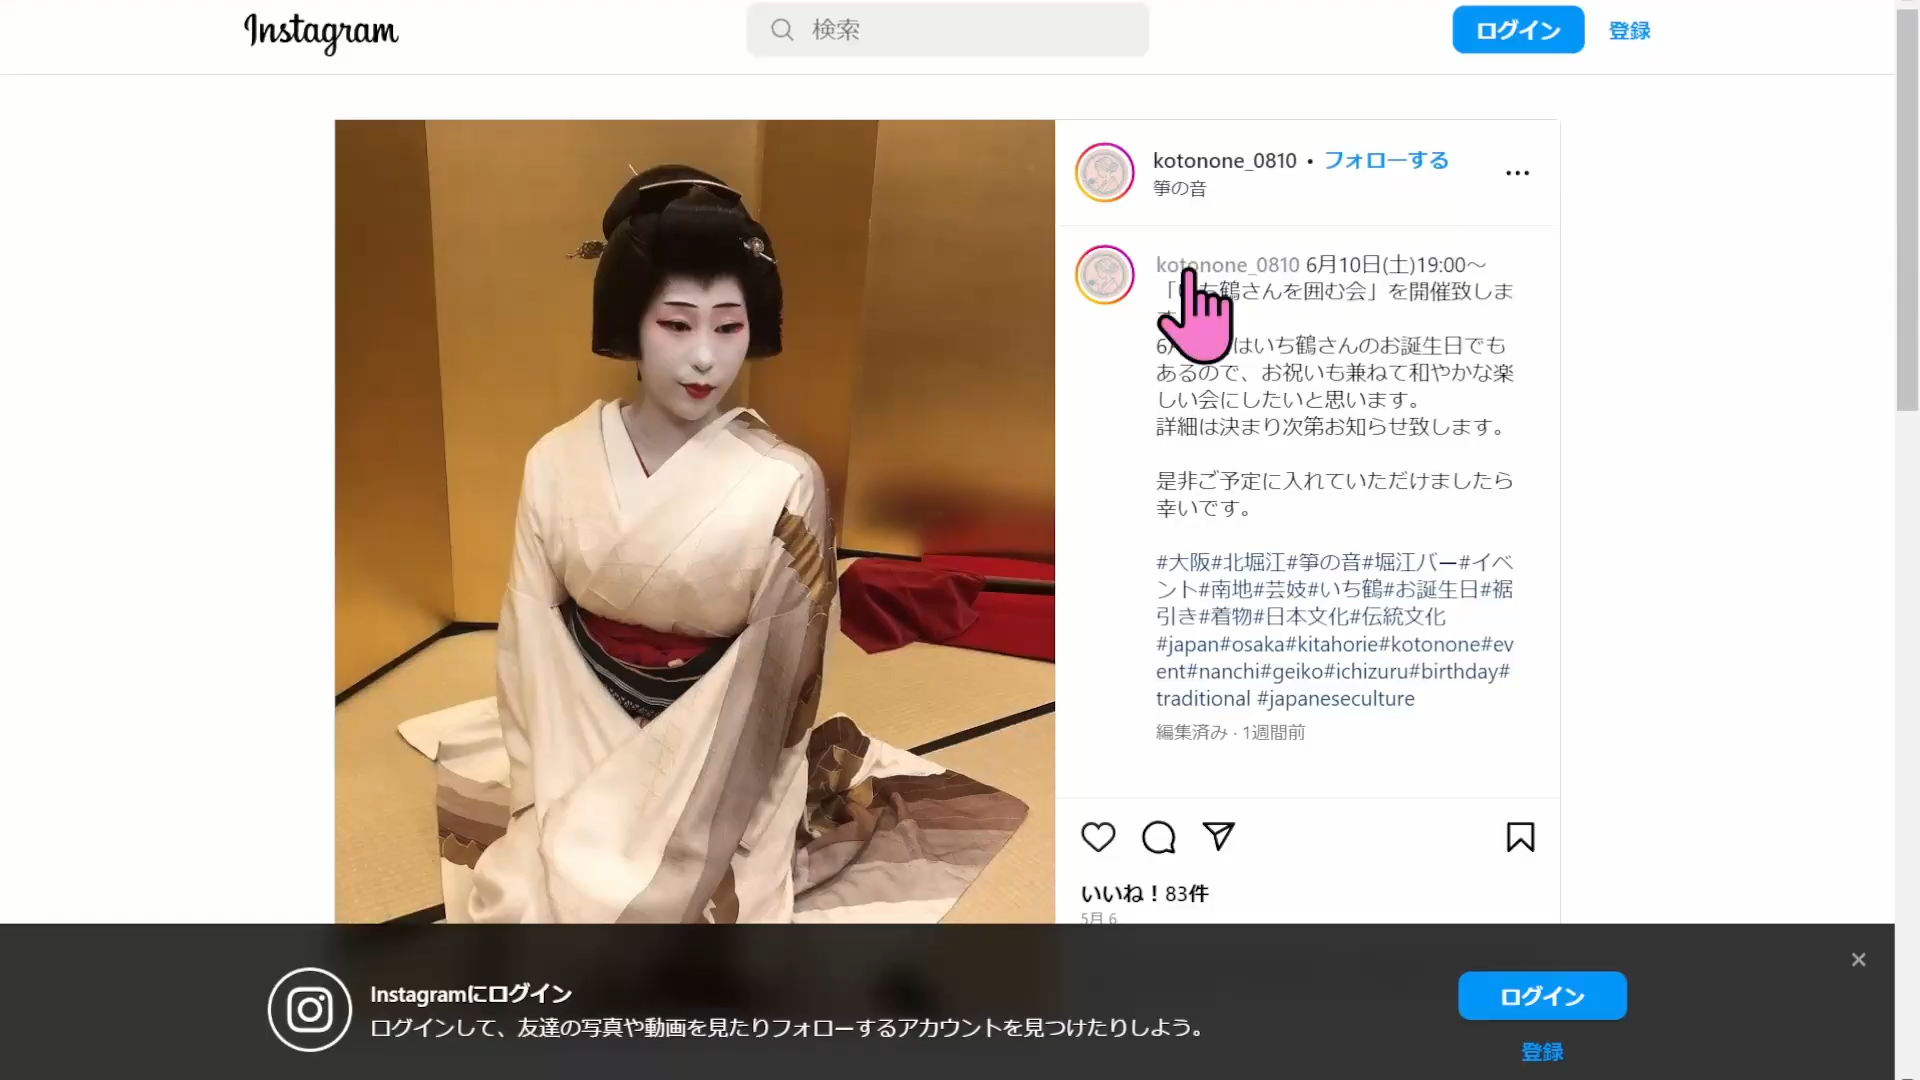 Instagram
検索
ログイン
登録
kotonone_0810 • フォローする
箏の音
kotonone_0810 6月10日(土)19:00〜
ち鶴さんを囲む会」を開催致しま
はいち鶴さんのお誕生日でも
あるので、お祝いも兼ねて和やかな楽
しい会にしたいと思います。
詳細は決まり次第お知らせ致します。
是非ご予定に入れていただけましたら
幸いです。
#大阪#北堀江#箏の音#堀江バー#イベ
ント#南地#芸妓#いち鶴#お誕生日#裾
引き#着物#日本文化#伝統文化
#japan#osaka#kitahorie#kotonone#ev
ent#nanchi#geiko#ichizuru#birthday#
traditional #japaneseculture
編集済み · 1週間前
いいね！83件
5月 6
Instagramにログイン
ログインして、友達の写真や動画を見たりフォローするアカウントを見つけたりしよう。
ログイン
登録